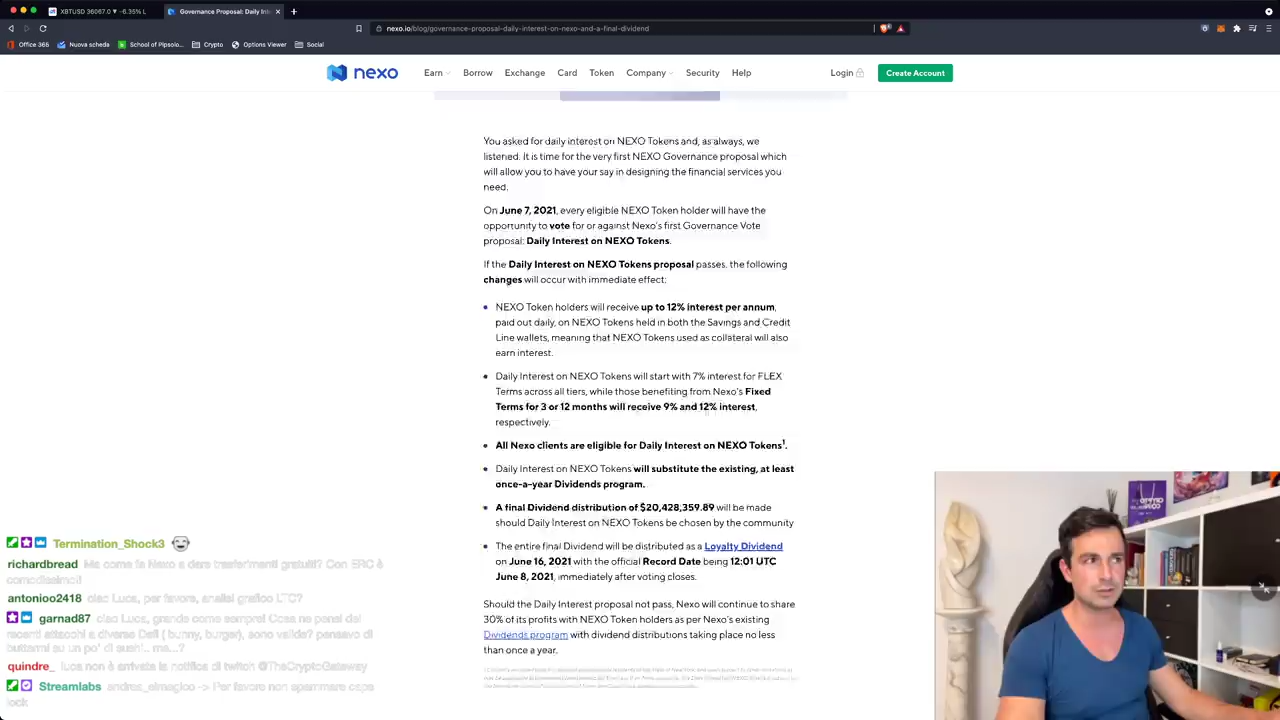 XBTUSD 36067.0 ▼ -6.35% L
Governance Proposal: Daily Inte
nexo.io/blog/governance-proposal-daily-interest-on-nexo-and-a-final-dividend
Office 365 Nuova scheda School of Pipsolo... Crypto Options Viewer Social
nexo Earn Borrow Exchange Card Token Company Security Help Login Create Account
You asked for daily interest on NEXO Tokens and, as always, we
listened. It is time for the very first NEXO Governance proposal which
will allow you to have your say in designing the financial services you
need.
On June 7, 2021, every eligible NEXO Token holder will have the
opportunity to vote for or against Nexo's first Governance Vote
proposal: Daily Interest on NEXO Tokens.
If the Daily Interest on NEXO Tokens proposal passes, the following
changes will occur with immediate effect:
NEXO Token holders will receive up to 12% interest per annum,
paid out daily, on NEXO Tokens held in both the Savings and Credit
Line wallets, meaning that NEXO Tokens used as collateral will also
earn interest.
Daily Interest on NEXO Tokens will start with 7% interest for FLEX
Terms across all tiers, while those benefiting from Nexo's Fixed
Terms for 3 or 12 months will receive 9% and 12% interest,
respectively.
All Nexo clients are eligible for Daily Interest on NEXO Tokens¹.
Daily Interest on NEXO Tokens will substitute the existing, at least
once-a-year Dividends program.
A final Dividend distribution of $20,428,359.89 will be made
should Daily Interest on NEXO Tokens be chosen by the community
The entire final Dividend will be distributed as a Loyalty Dividend
on June 16, 2021 with the official Record Date being 12:01 UTC
June 8, 2021, immediately after voting closes.
Should the Daily Interest proposal not pass, Nexo will continue to share
30% of its profits with NEXO Token holders as per Nexo's existing
Dividends program with dividend distributions taking place no less
than once a year.
Termination_Shock3
richardbread Ma come fa Nexo a dare trasferimenti gratuiti? Con ERC è
comodissimo!!
antonioo2418 ciao Luca, per favore, analisi grafico LTC?
garnad87 ciao Luca, grande come sempre! Cosa ne pensi dei
recenti attacchi a diverse Defi ( bunny, burger), sono valide? pensavo di
buttarmi su un po' di sushi.. ma...?
quindre_ luca non è arrivata la notifica di twitch @TheCryptoGateway
Streamlabs andrea_elmagico -> Per favore non spammare caps
lock